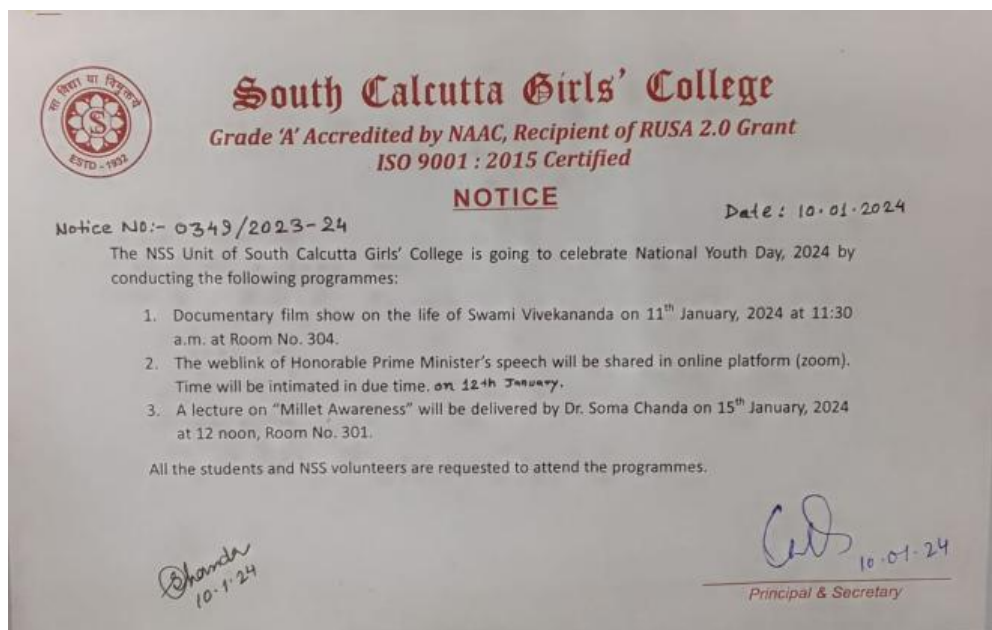 सा विद्या या विमुक्तये
S
ESTD - 1932
South Calcutta Girls' College
Grade 'A' Accredited by NAAC, Recipient of RUSA 2.0 Grant
ISO 9001 : 2015 Certified
NOTICE
Notice No:- 0349/2023-24
Date: 10.01.2024
The NSS Unit of South Calcutta Girls' College is going to celebrate National Youth Day, 2024 by
conducting the following programmes:
1. Documentary film show on the life of Swami Vivekananda on 11th January, 2024 at 11:30
a.m. at Room No. 304.
2. The weblink of Honorable Prime Minister's speech will be shared in online platform (zoom).
Time will be intimated in due time. on 12th January.
3. A lecture on "Millet Awareness" will be delivered by Dr. Soma Chanda on 15th January, 2024
at 12 noon, Room No. 301.
All the students and NSS volunteers are requested to attend the programmes.
SChanda
10.1.24
10.01.24
Principal & Secretary